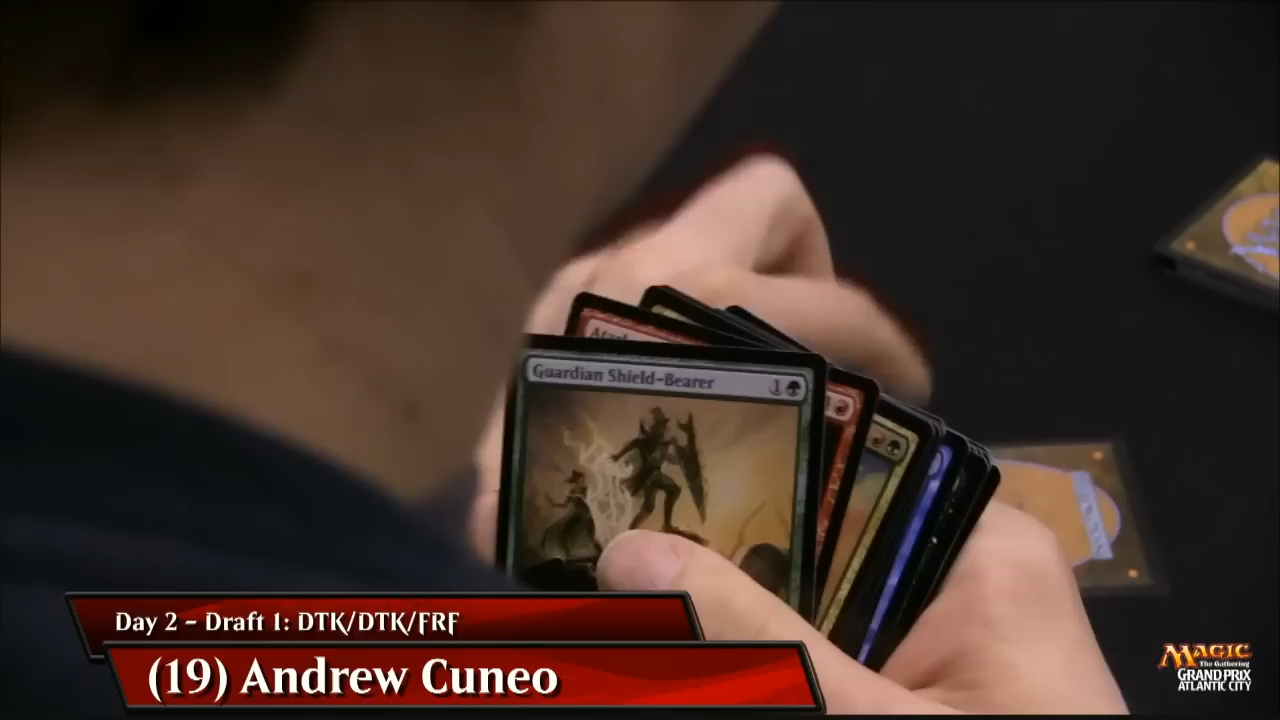 Guardian Shield-Bearer 1
Day 2 - Draft 1: DTK/DTK/FRF
(19) Andrew Cuneo
MAGIC
The Gathering
GRAND PRIX
ATLANTIC CITY